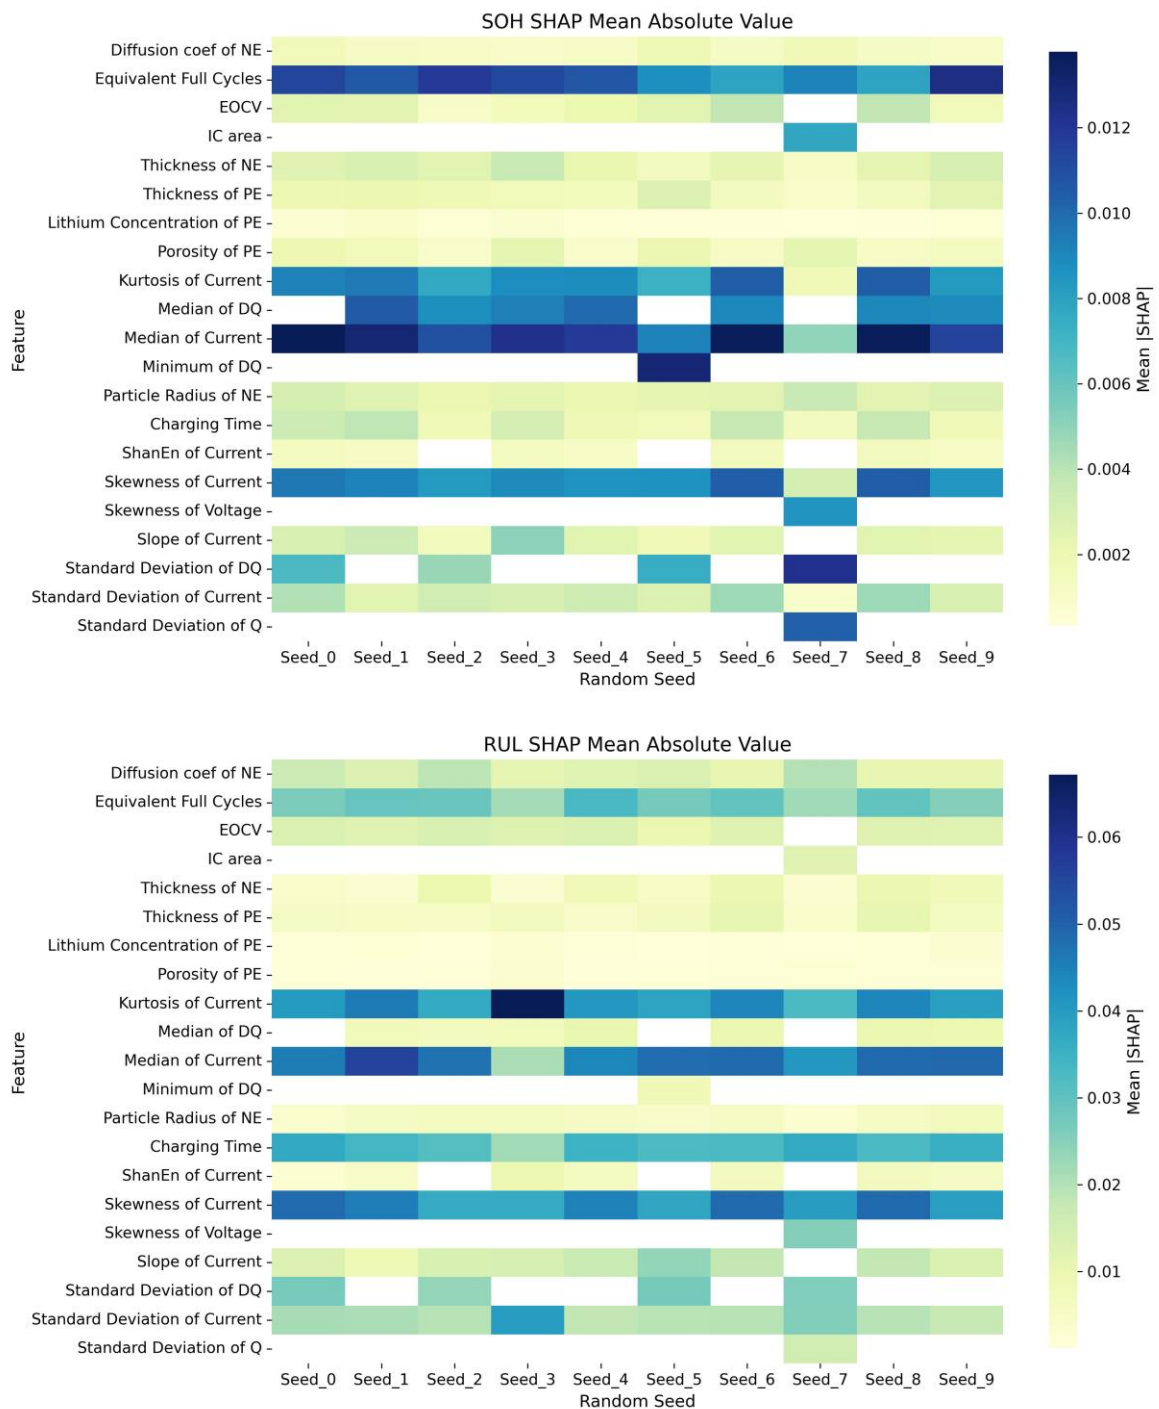 SOH SHAP Mean Absolute Value
Diffusion coef of NE
Equivalent Full Cycles
EOCV
IC area
Thickness of NE
Thickness of PE
Lithium Concentration of PE
Porosity of PE
Kurtosis of Current
Median of DQ
Median of Current
Minimum of DQ
Particle Radius of NE
Charging Time
ShanEn of Current
Skewness of Current
Skewness of Voltage
Slope of Current
Standard Deviation of DQ
Standard Deviation of Current
Standard Deviation of Q
Feature
Seed_0 Seed_1 Seed_2 Seed_3 Seed_4 Seed_5 Seed_6 Seed_7 Seed_8 Seed_9
Random Seed
0.012
0.010
0.008
0.006
0.004
0.002
Mean |SHAP|
RUL SHAP Mean Absolute Value
Diffusion coef of NE
Equivalent Full Cycles
EOCV
IC area
Thickness of NE
Thickness of PE
Lithium Concentration of PE
Porosity of PE
Kurtosis of Current
Median of DQ
Median of Current
Minimum of DQ
Particle Radius of NE
Charging Time
ShanEn of Current
Skewness of Current
Skewness of Voltage
Slope of Current
Standard Deviation of DQ
Standard Deviation of Current
Standard Deviation of Q
Feature
Seed_0 Seed_1 Seed_2 Seed_3 Seed_4 Seed_5 Seed_6 Seed_7 Seed_8 Seed_9
Random Seed
0.06
0.05
0.04
0.03
0.02
0.01
Mean |SHAP|